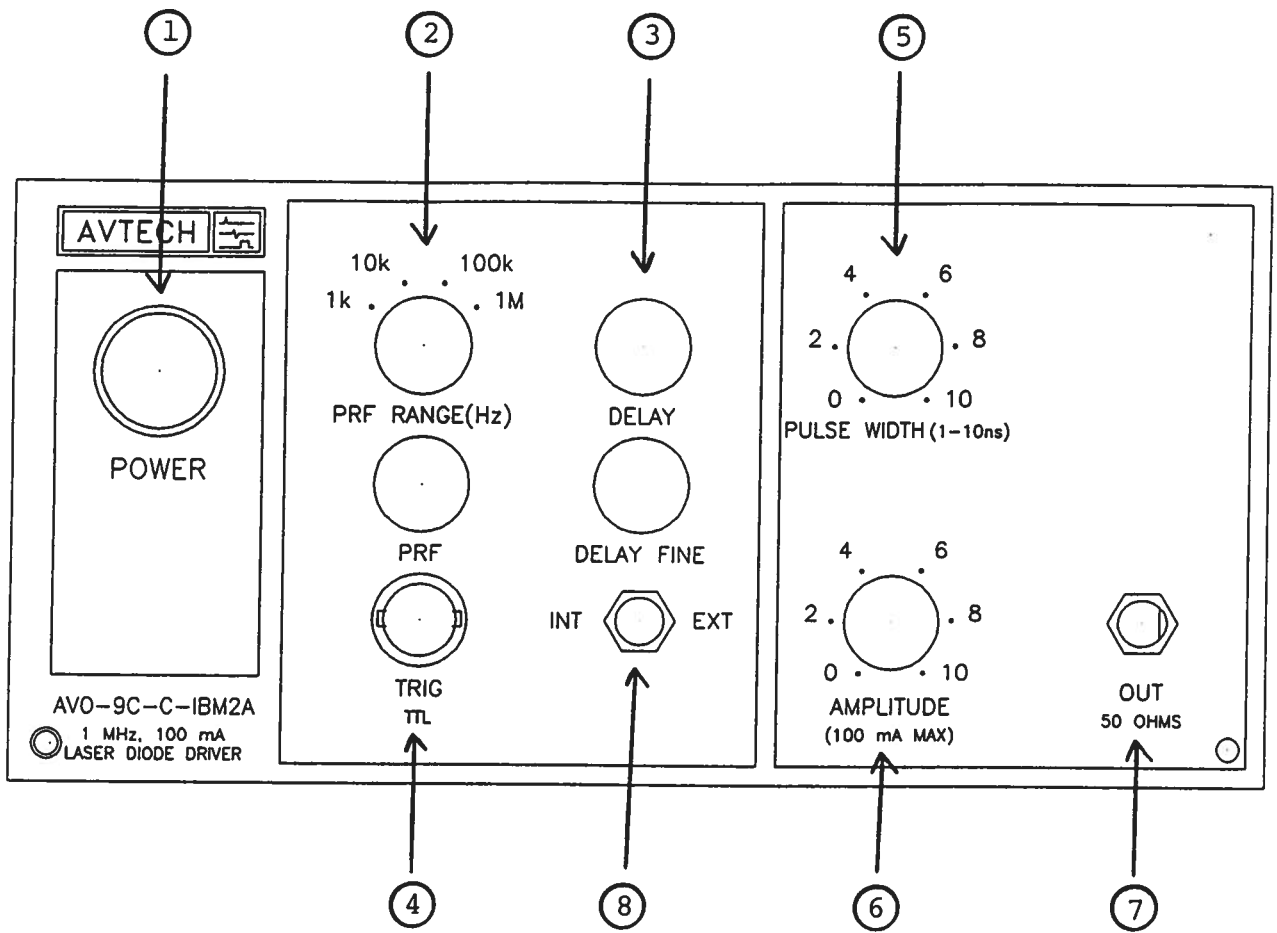 1
2
3
5
AVTECH
POWER
AVO-9C-C-IBM2A
1 MHz, 100 mA
LASER DIODE DRIVER
1k 10k 100k 1M
PRF RANGE(Hz)
PRF
TRIG
TTL
DELAY
DELAY FINE
INT EXT
0 2 4 6 8 10
PULSE WIDTH (1-10ns)
0 2 4 6 8 10
AMPLITUDE
(100 mA MAX)
OUT
50 OHMS
4
8
6
7